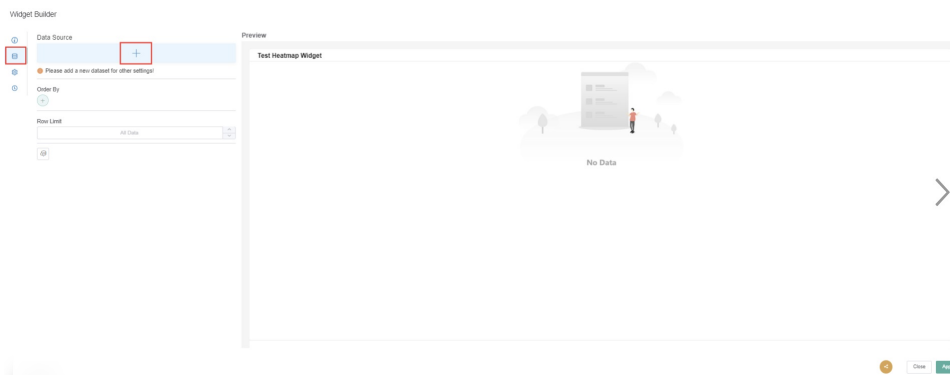 Widget Builder
Data Source
Preview
Test Heatmap Widget
Please add a new dataset for other settings!
Order By
Row Limit
All Data
No Data
Close